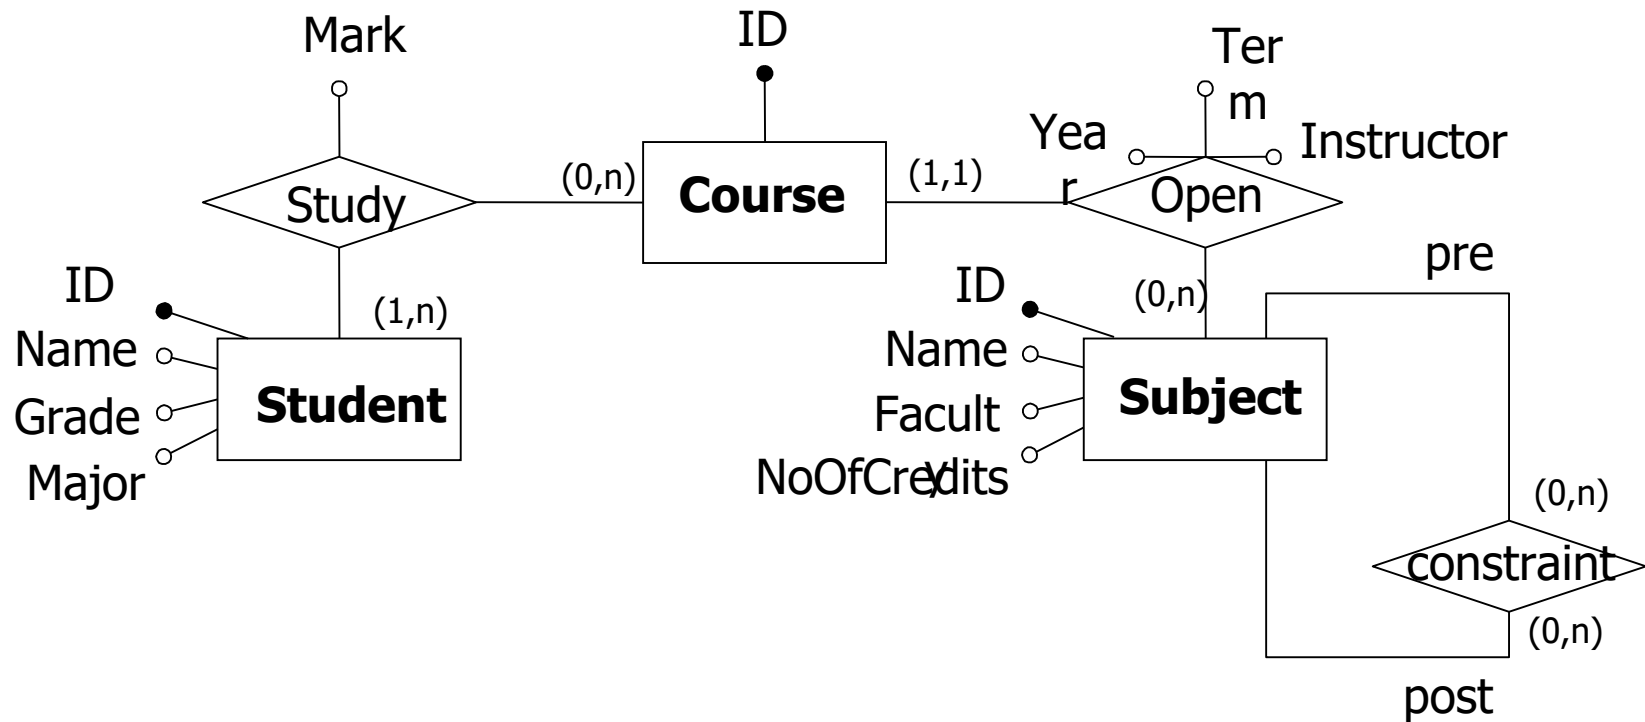 Mark
ID
Ter
m
Yea
r
Instructor
(0,n)
Course
(1,1)
Study
Open
pre
ID
(1,n)
ID
(0,n)
Name
Grade
Major
Student
Name
Facult
y
NoOfCredits
Subject
(0,n)
constraint
(0,n)
post